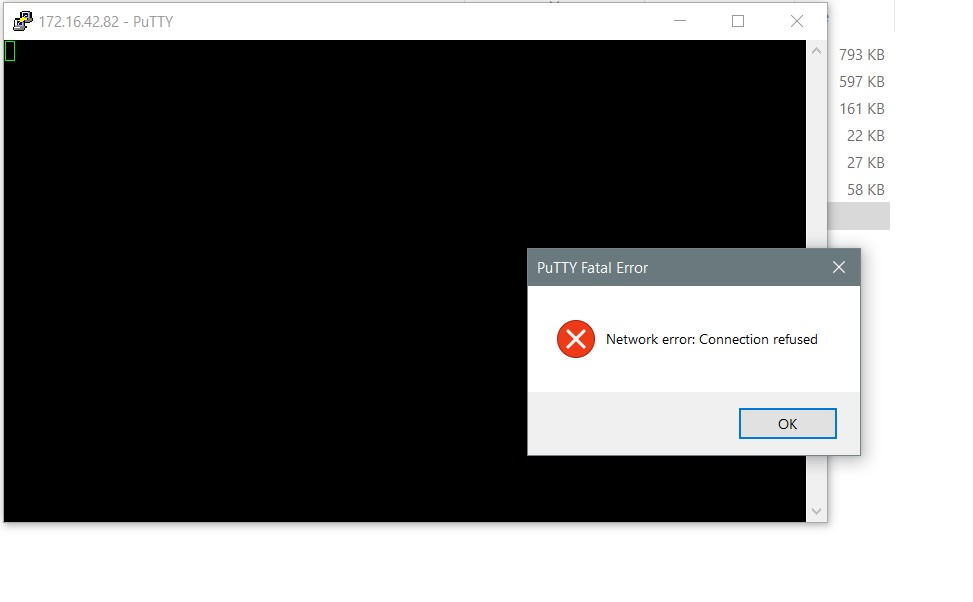 172.16.42.82 - PuTTY
793 KB
597 KB
161 KB
22 KB
27 KB
58 KB
PuTTY Fatal Error
Network error: Connection refused
OK